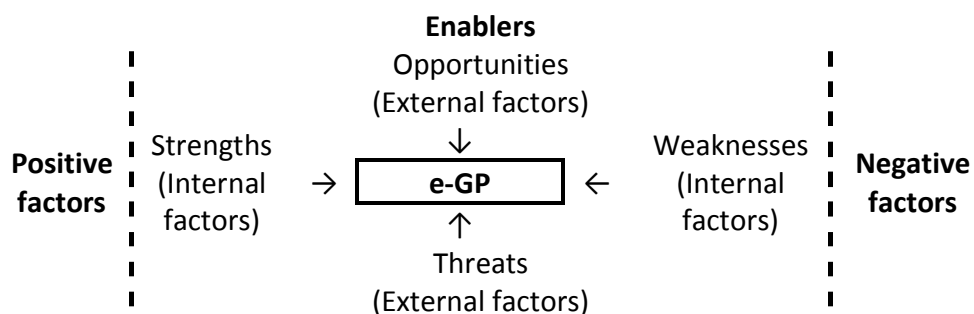 Enablers
Opportunities
(External factors)
↓
Positive
factors
Strengths
(Internal
factors)
→
e-GP
←
Weaknesses
(Internal
factors)
Negative
factors
↑
Threats
(External factors)